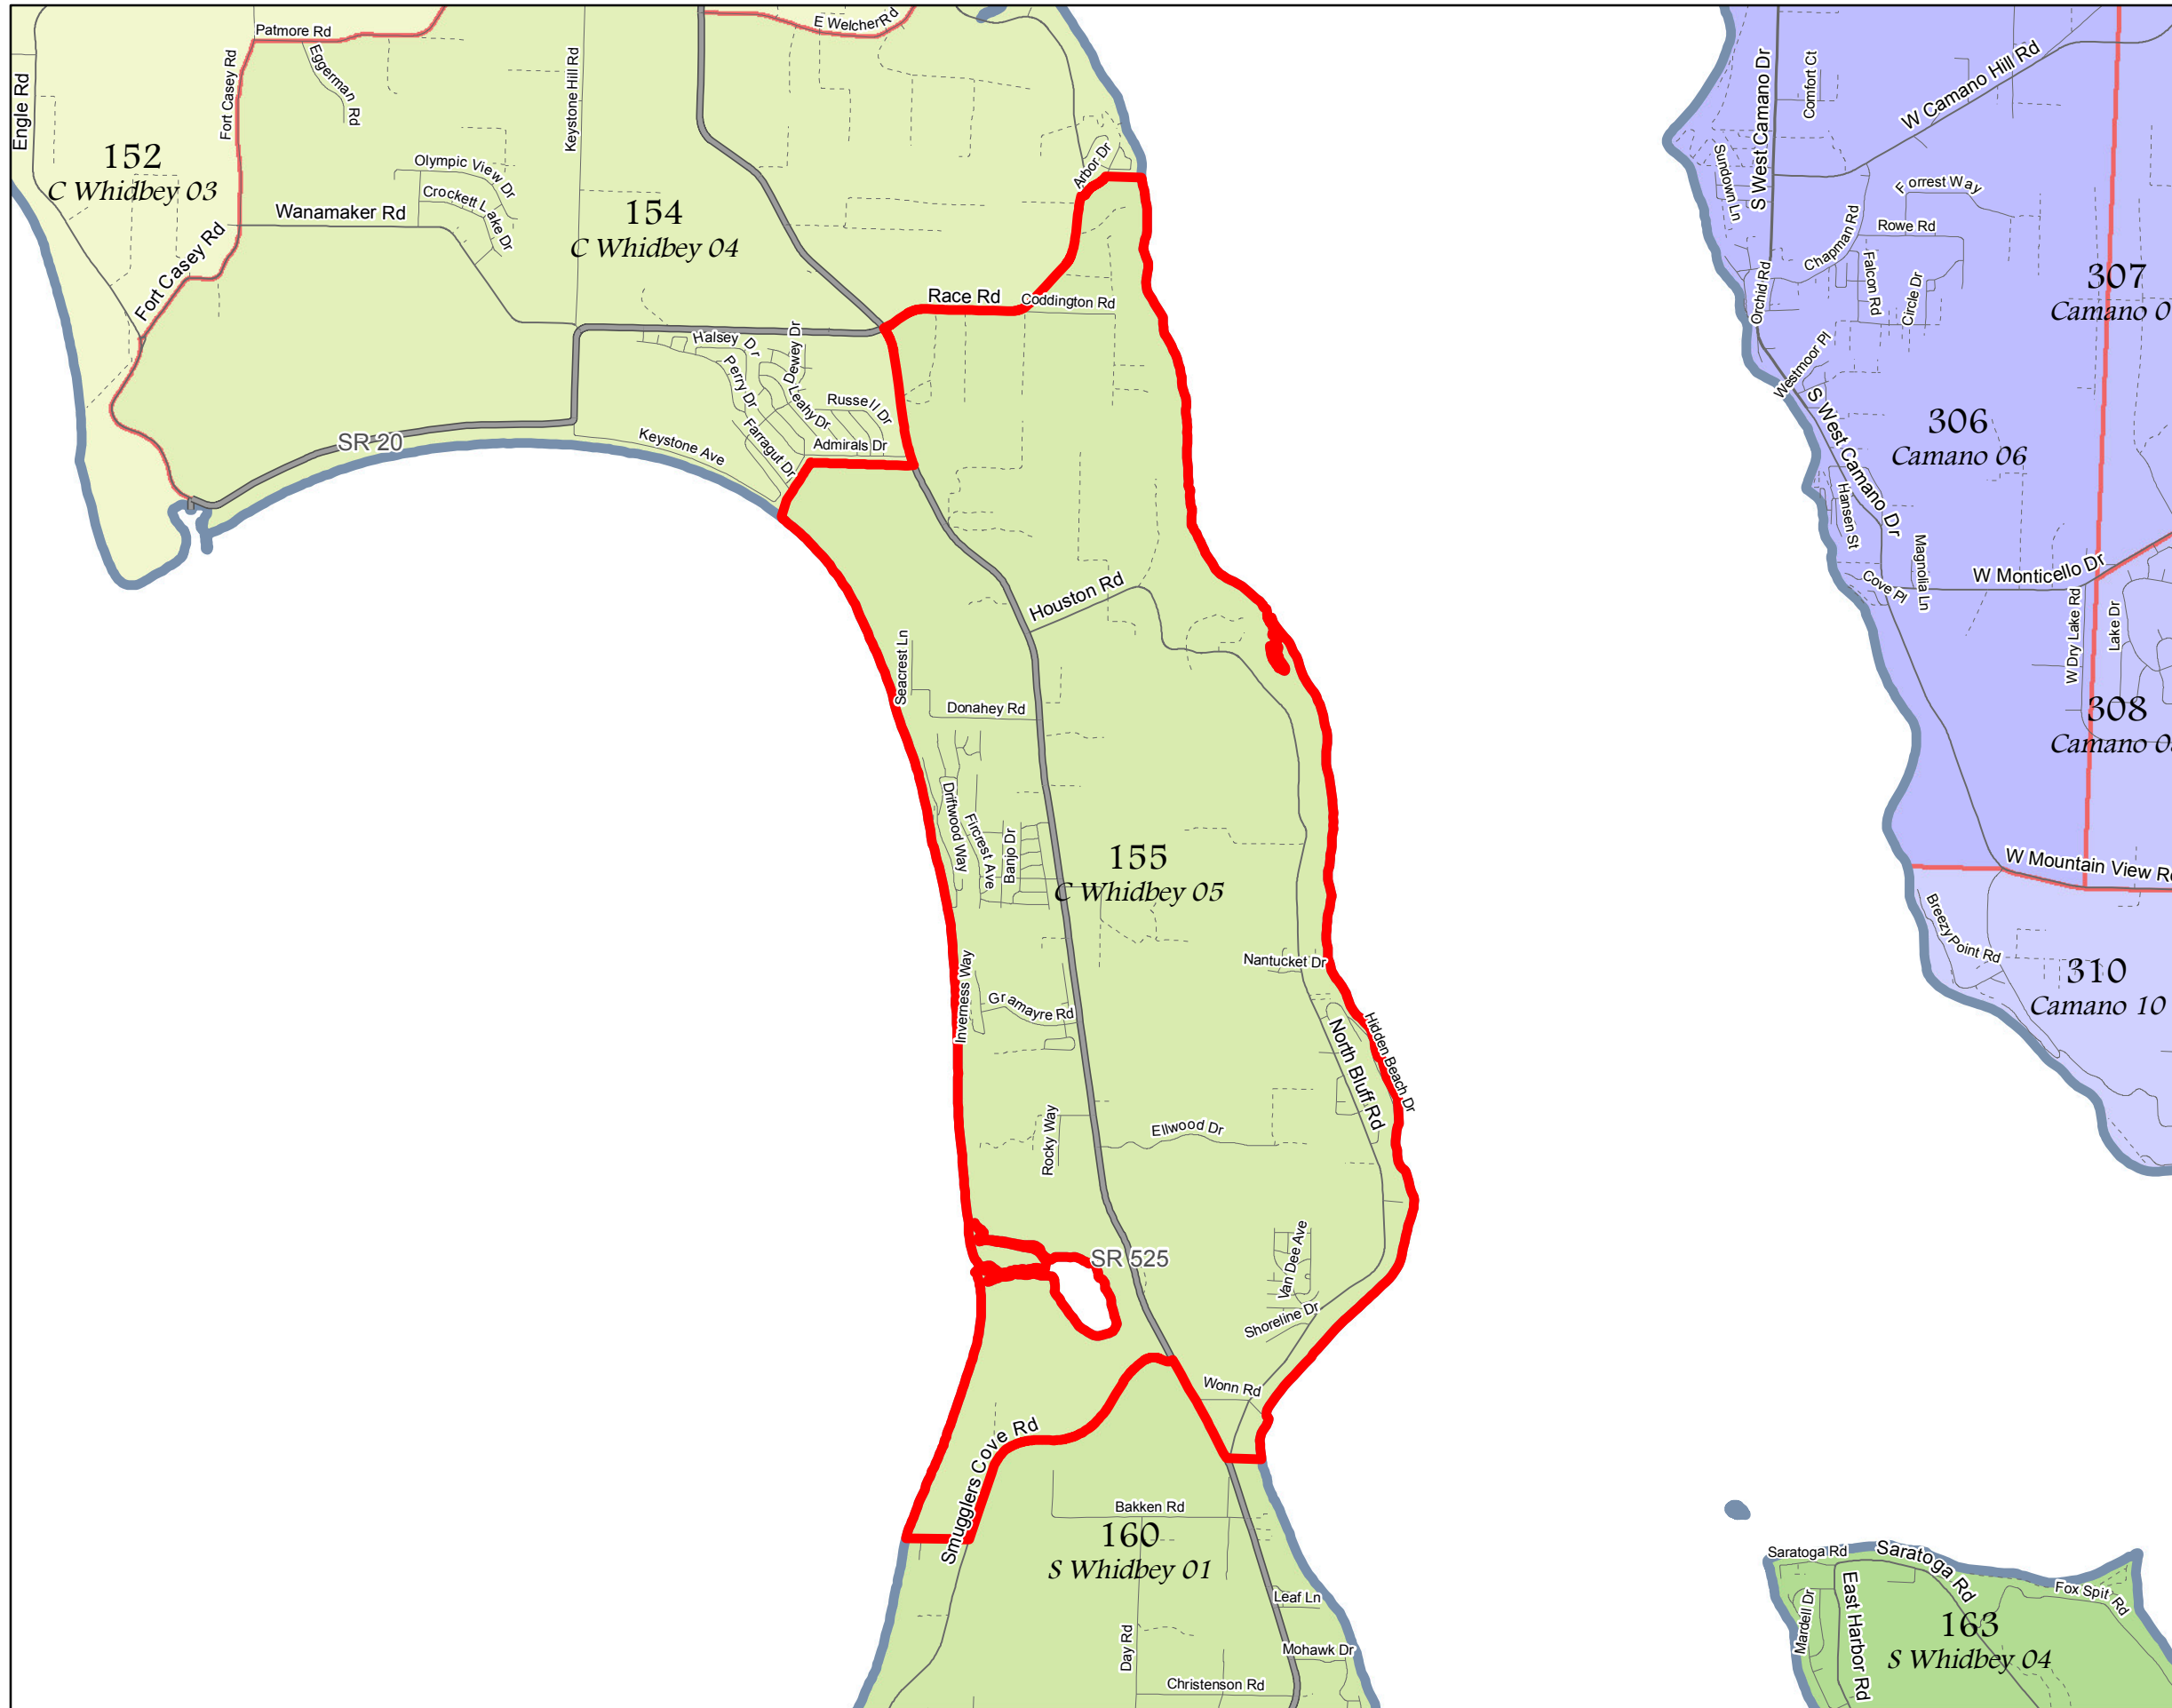 Patmore Rd
E Welcher Rd
Engle Rd
Fort Casey Rd
Eggerman Rd
Keystone Hill Rd
152
C Whidbey 03
Olympic View Dr
Crockett Lake Dr
Wanamaker Rd
154
C Whidbey 04
Arbor Dr
Fort Casey Rd
Race Rd
Coddington Rd
Halsey Dr
Dewey Dr
Perry Dr
Leahy Dr
Russell Dr
Farragut Dr
Admirals Dr
SR 20
Keystone Ave
Houston Rd
Seacrest Ln
Donahey Rd
Driftwood Way
Fircrest Ave
Banjo Dr
155
C Whidbey 05
Nantucket Dr
Inverness Way
Gramayre Rd
North Bluff Rd
Hidden Beach Dr
Rocky Way
Ellwood Dr
SR 525
Van Dee Ave
Shoreline Dr
Wonn Rd
Smugglers Cove Rd
Bakken Rd
160
S Whidbey 01
Leaf Ln
Day Rd
Mohawk Dr
Christenson Rd
S West Camano Dr
Comfort Ct
W Camano Hill Rd
Sundown Ln
Forrest Way
Chapman Rd
Rowe Rd
Orchid Rd
Falcon Rd
Circle Dr
307
Camano 0
Westmoor Pl
S West Camano Dr
306
Camano 06
Hansen St
Magnolia Ln
Cove Pl
W Monticello Dr
W Dry Lake Rd
Lake Dr
308
Camano 0
W Mountain View Rd
Breezy Point Rd
310
Camano 10
Saratoga Rd
Saratoga Rd
Fox Spit Rd
Mardell Dr
East Harbor Rd
163
S Whidbey 04